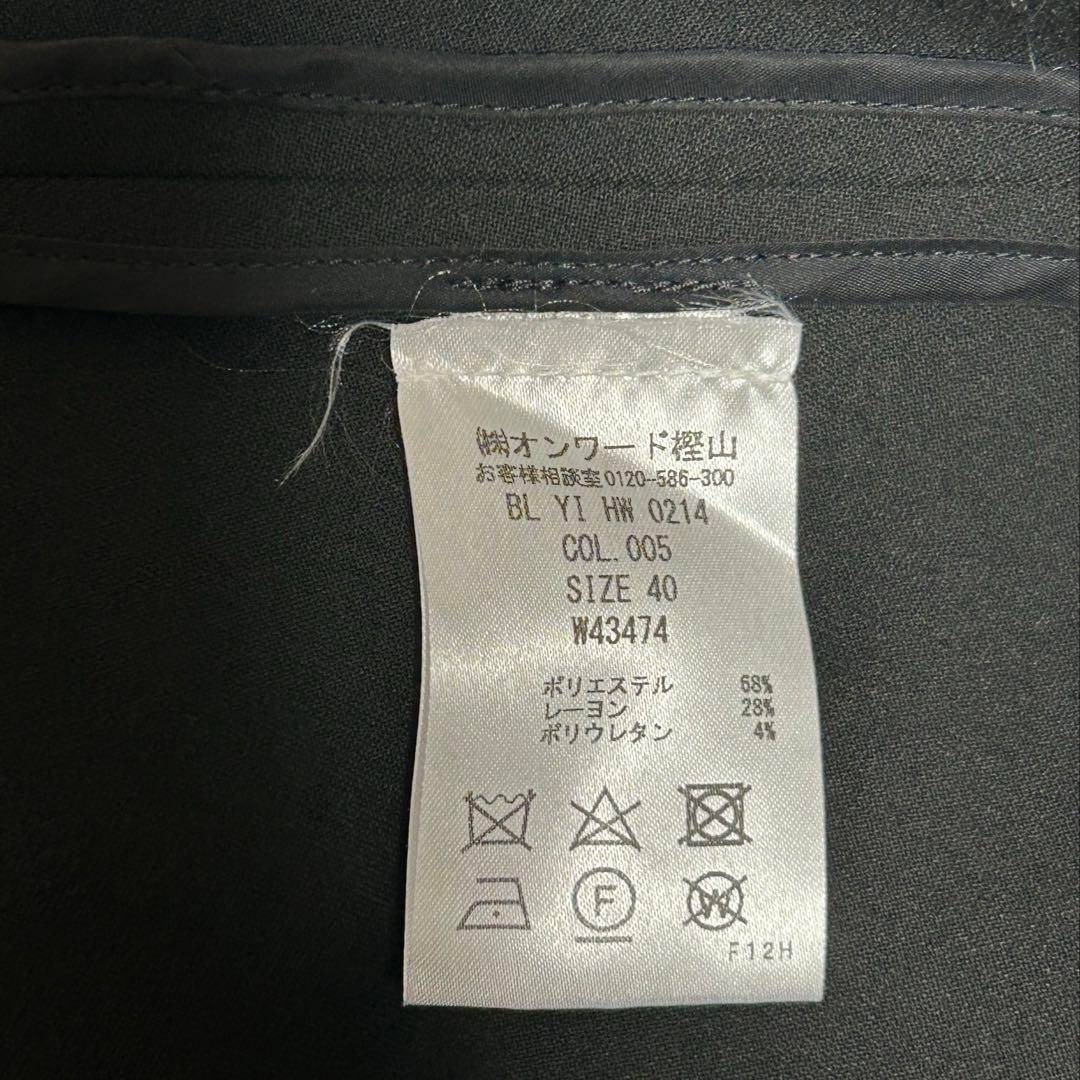 ㈱オンワード樫山
お客様相談室0120-586-300
BL YI HW 0214
COL.005
SIZE 40
W43474
ポリエステル 68%
レーヨン 28%
ポリウレタン 4%
F
W
F12H